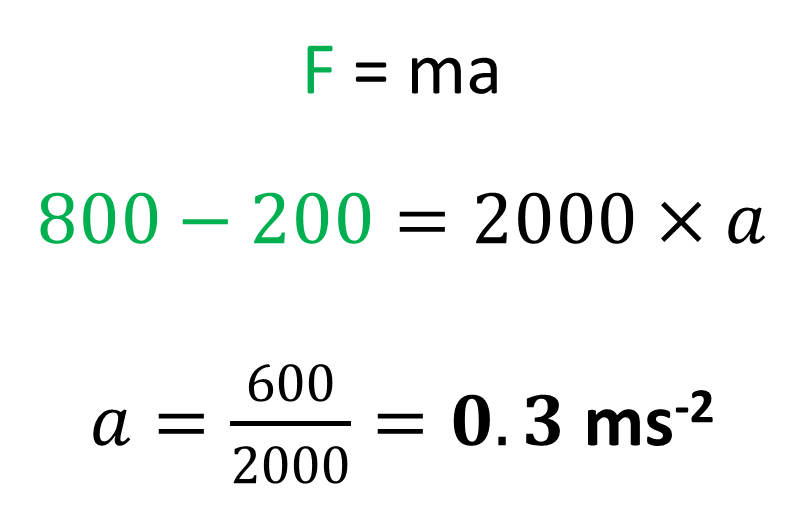 F = ma
800 − 200 = 2000 × a
a = 600/2000 = 0.3 ms⁻²